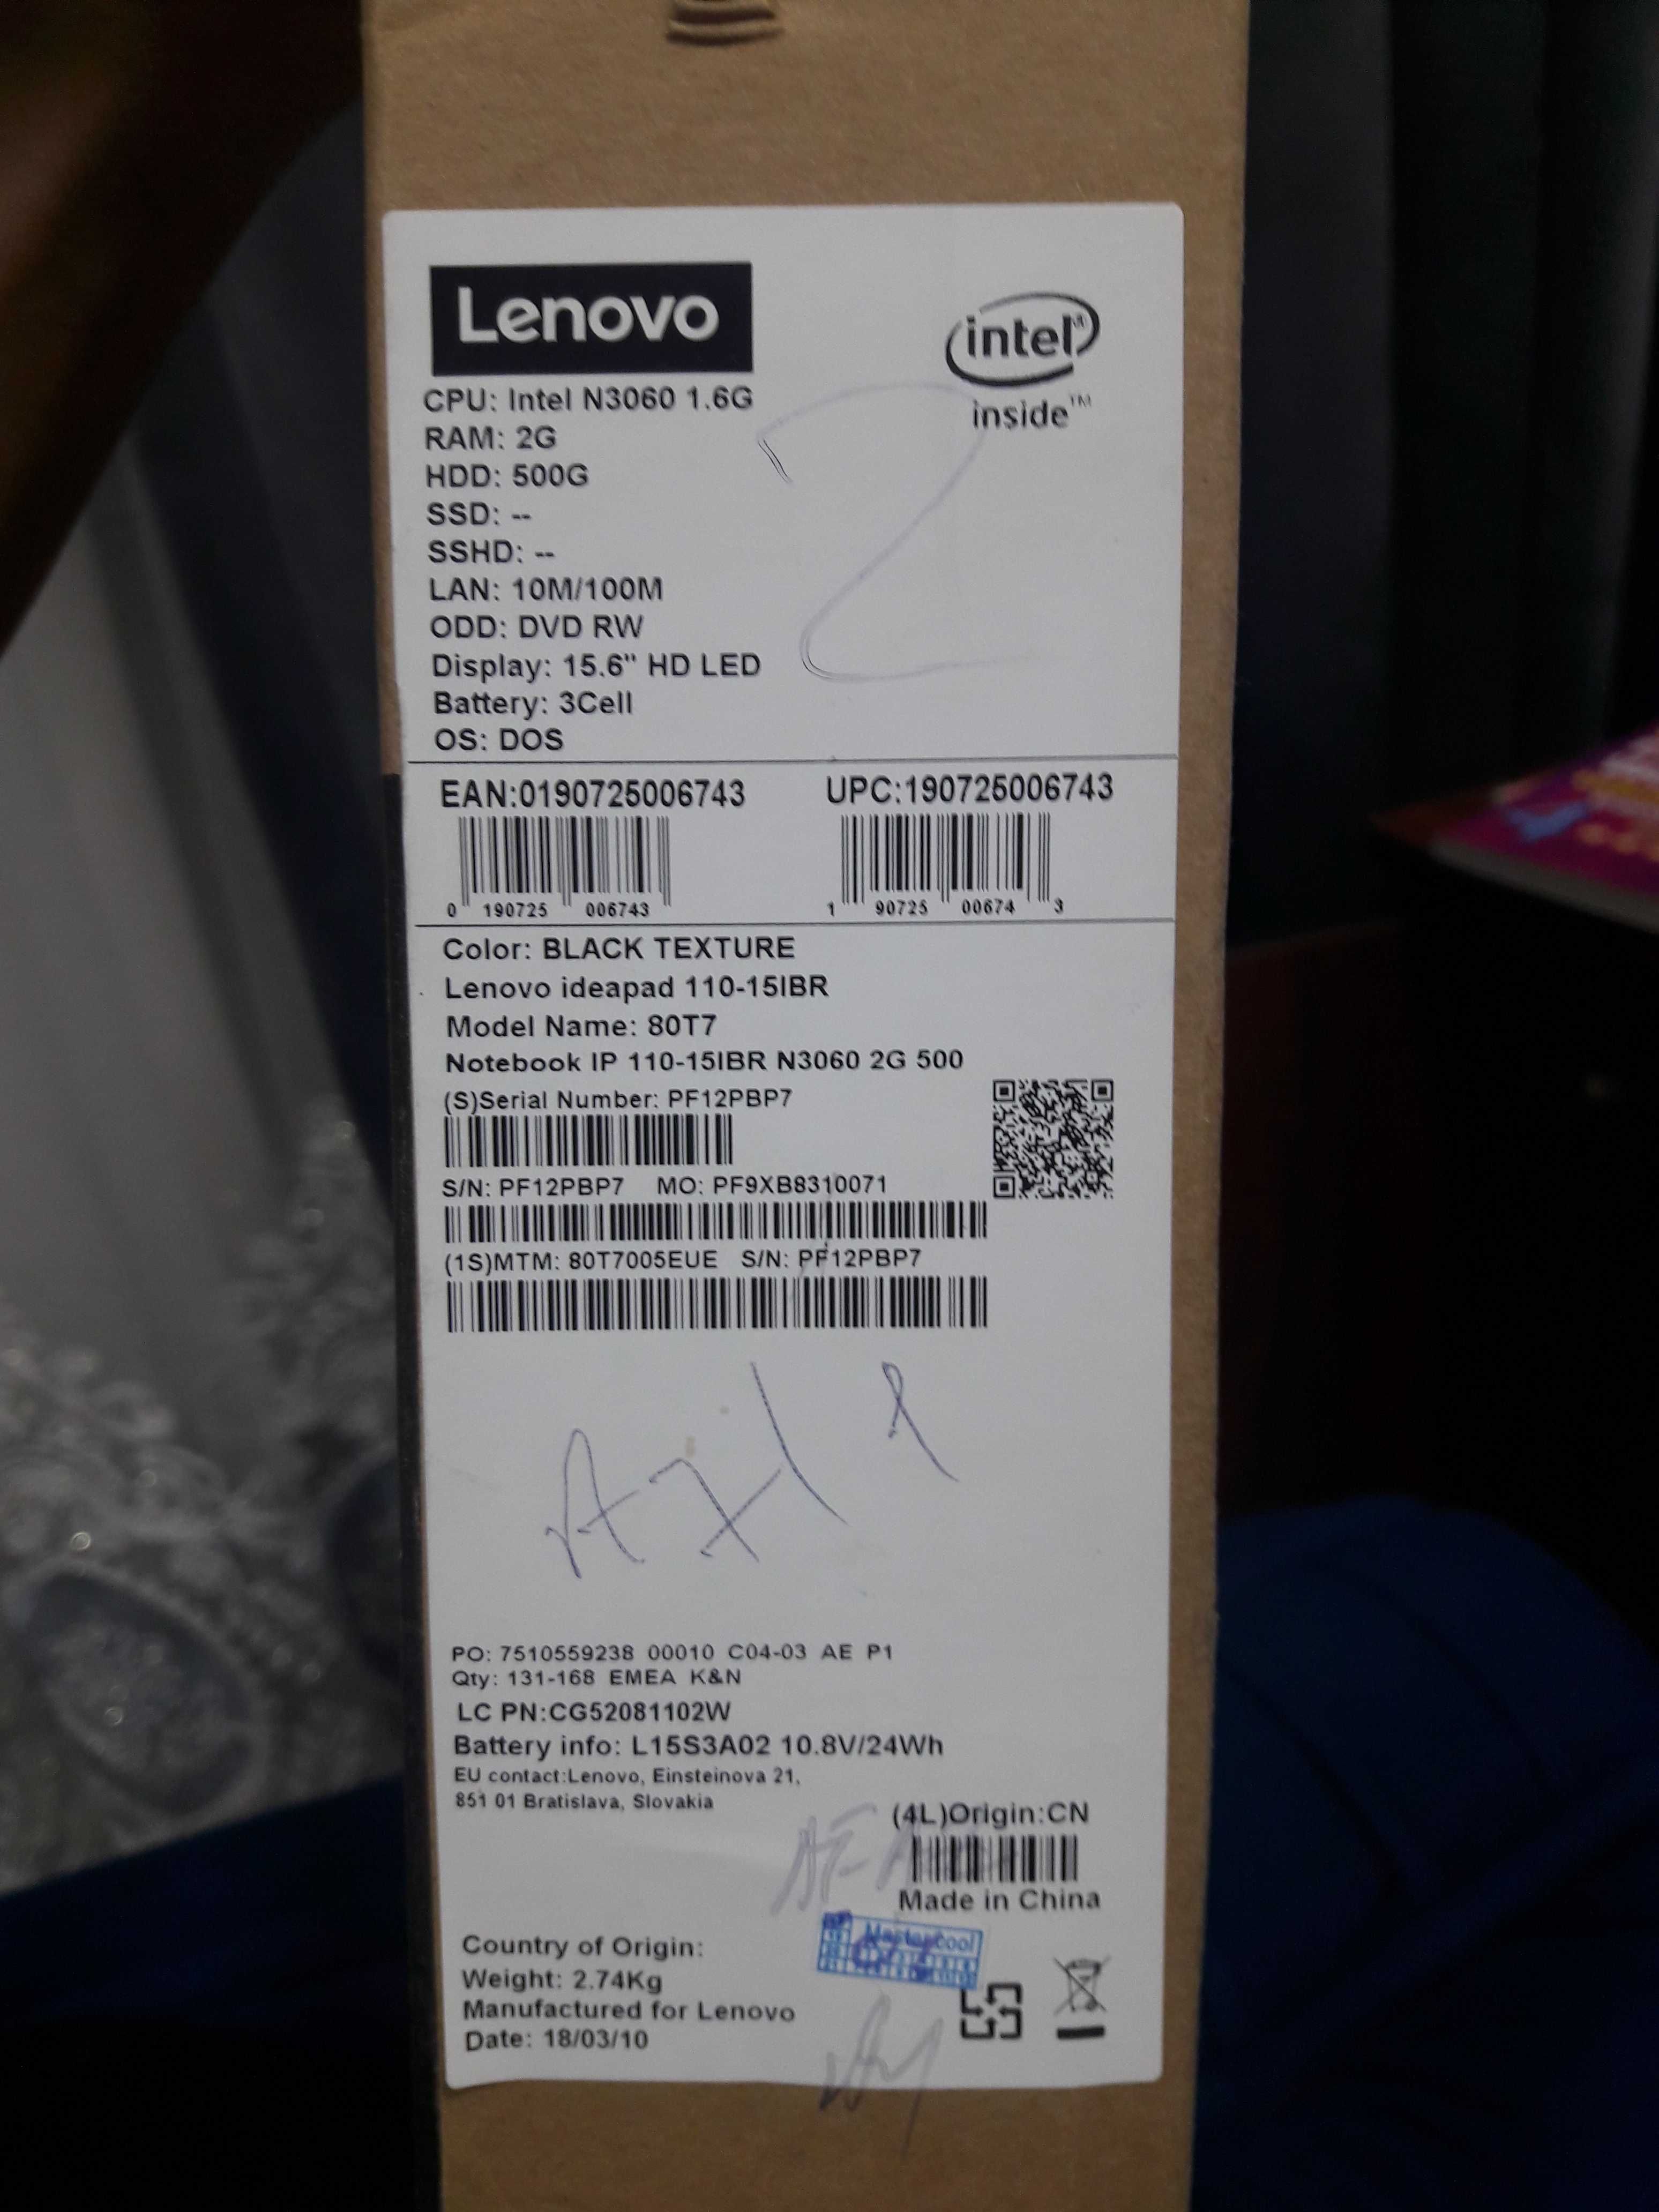 Lenovo
intel®
inside™
CPU: Intel N3060 1.6G
RAM: 2G
HDD: 500G
SSD: --
SSHD: --
LAN: 10M/100M
ODD: DVD RW
Display: 15.6" HD LED
Battery: 3Cell
OS: DOS
2
EAN:0190725006743 UPC:190725006743
0 190725 006743 1 90725 00674 3
Color: BLACK TEXTURE
Lenovo ideapad 110-15IBR
Model Name: 80T7
Notebook IP 110-15IBR N3060 2G 500
(S)Serial Number: PF12PBP7
S/N: PF12PBP7 MO: PF9XB8310071
(1S)MTM: 80T7005EUE S/N: PF12PBP7
PO: 7510559238 00010 C04-03 AE P1
Qty: 131-168 EMEA K&N
LC PN:CG52081102W
Battery info: L15S3A02 10.8V/24Wh
EU contact:Lenovo, Einsteinova 21,
851 01 Bratislava, Slovakia
(4L)Origin:CN
Made in China
Mastercool
Country of Origin:
Weight: 2.74Kg
Manufactured for Lenovo
Date: 18/03/10